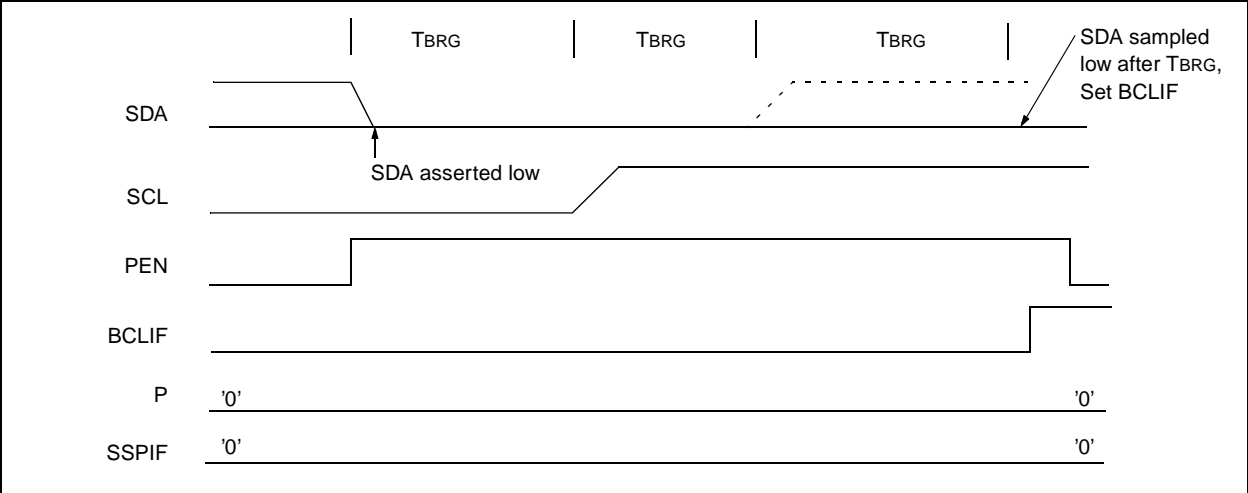 TBRG TBRG TBRG
SDA sampled
low after TBRG,
Set BCLIF
SDA
SDA asserted low
SCL
PEN
BCLIF
P '0' '0'
SSPIF '0' '0'